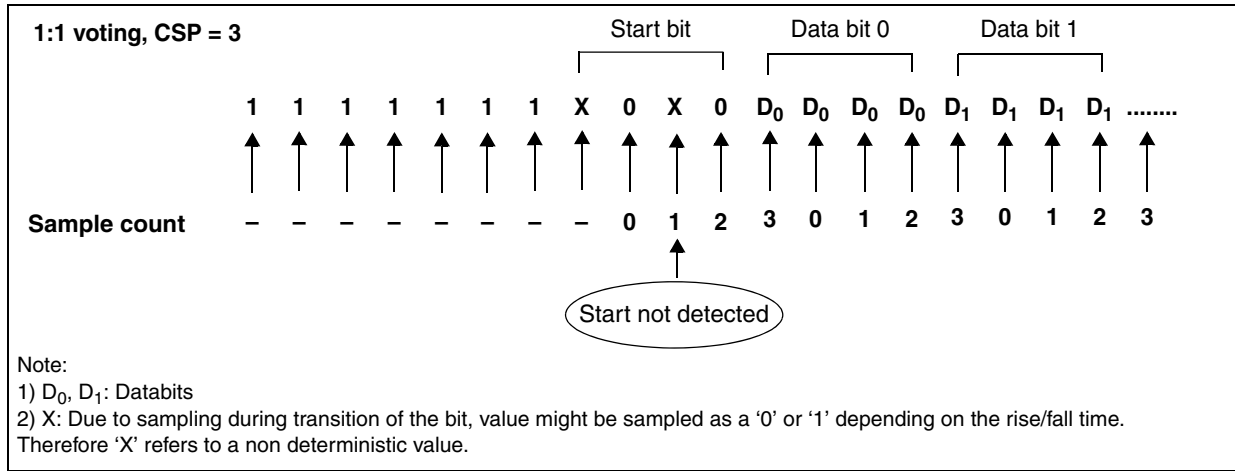 1:1 voting, CSP = 3
Start bit Data bit 0 Data bit 1
1 1 1 1 1 1 1 X 0 X 0 D₀ D₀ D₀ D₀ D₁ D₁ D₁ D₁ ........
Sample count – – – – – – – – 0 1 2 3 0 1 2 3 0 1 2 3
Start not detected
Note:
1) D₀, D₁: Databits
2) X: Due to sampling during transition of the bit, value might be sampled as a ‘0’ or ‘1’ depending on the rise/fall time.
Therefore ‘X’ refers to a non deterministic value.